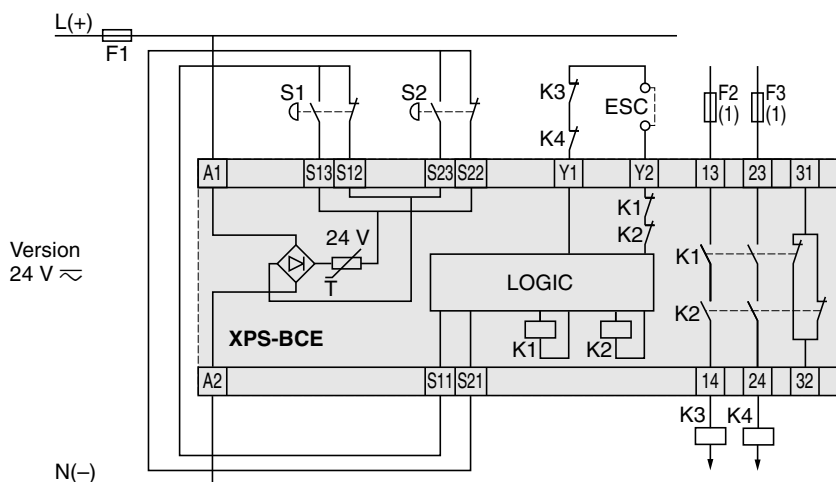 L(+)
F1
S1
S2
K3
ESC
F2
(1)
F3
(1)
K4
A1
S13
S12
S23
S22
Y1
Y2
13
23
31
K1
K2
24 V
T
Version
24 V ⎓
LOGIC
K1
K2
K1
K2
XPS-BCE
A2
S11
S21
14
24
32
K3
K4
N(–)